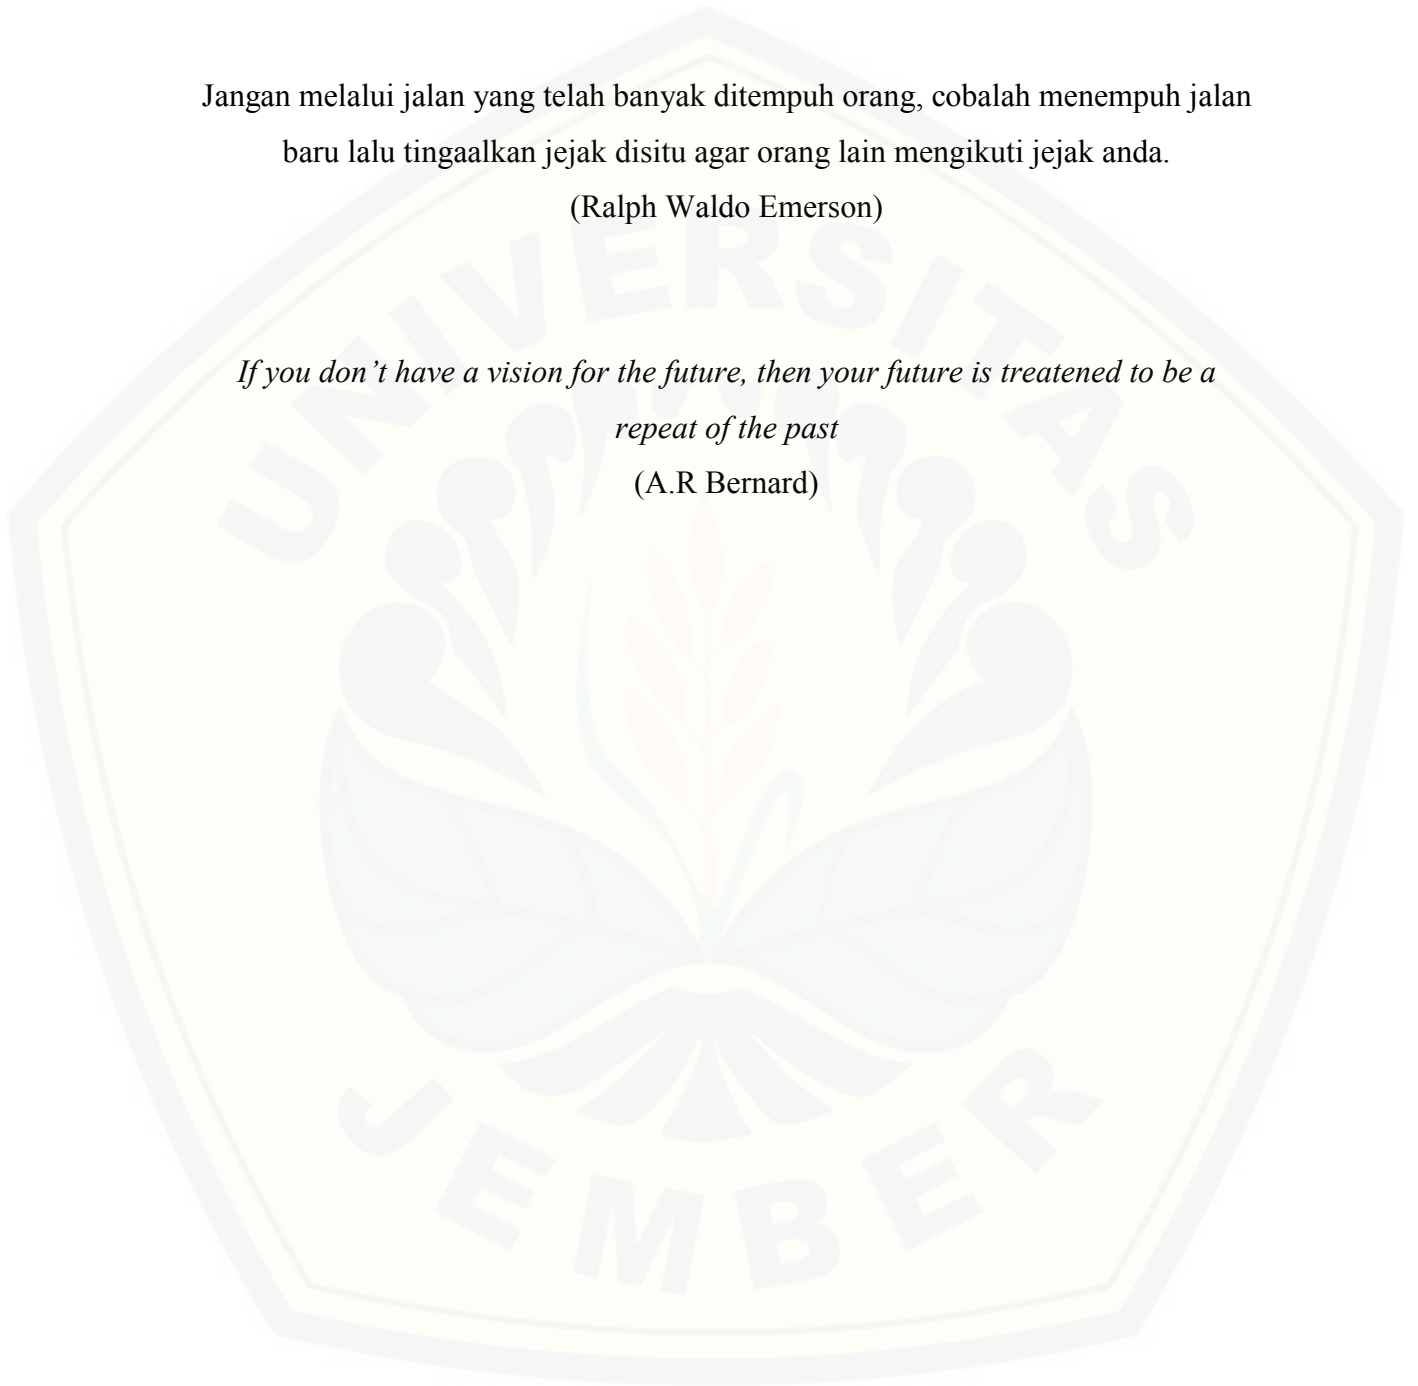 Jangan melalui jalan yang telah banyak ditempuh orang, cobalah menempuh jalan
baru lalu tingaalkan jejak disitu agar orang lain mengikuti jejak anda.
(Ralph Waldo Emerson)
If you don’t have a vision for the future, then your future is treatened to be a
repeat of the past
(A.R Bernard)
UNIVERSITAS
JEMBER